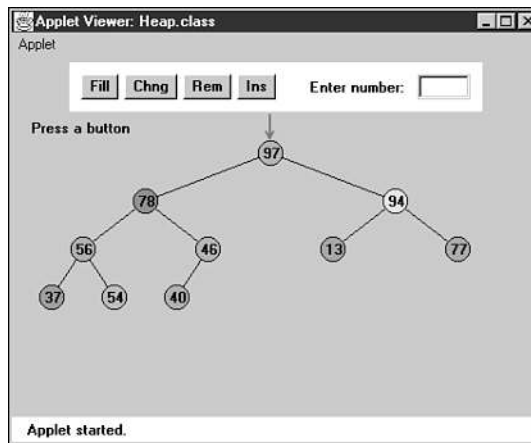 Applet Viewer: Heap.class
Applet
Fill Chng Rem Ins Enter number:
Press a button
97
78 94
56 46 13 77
37 54 40
Applet started.